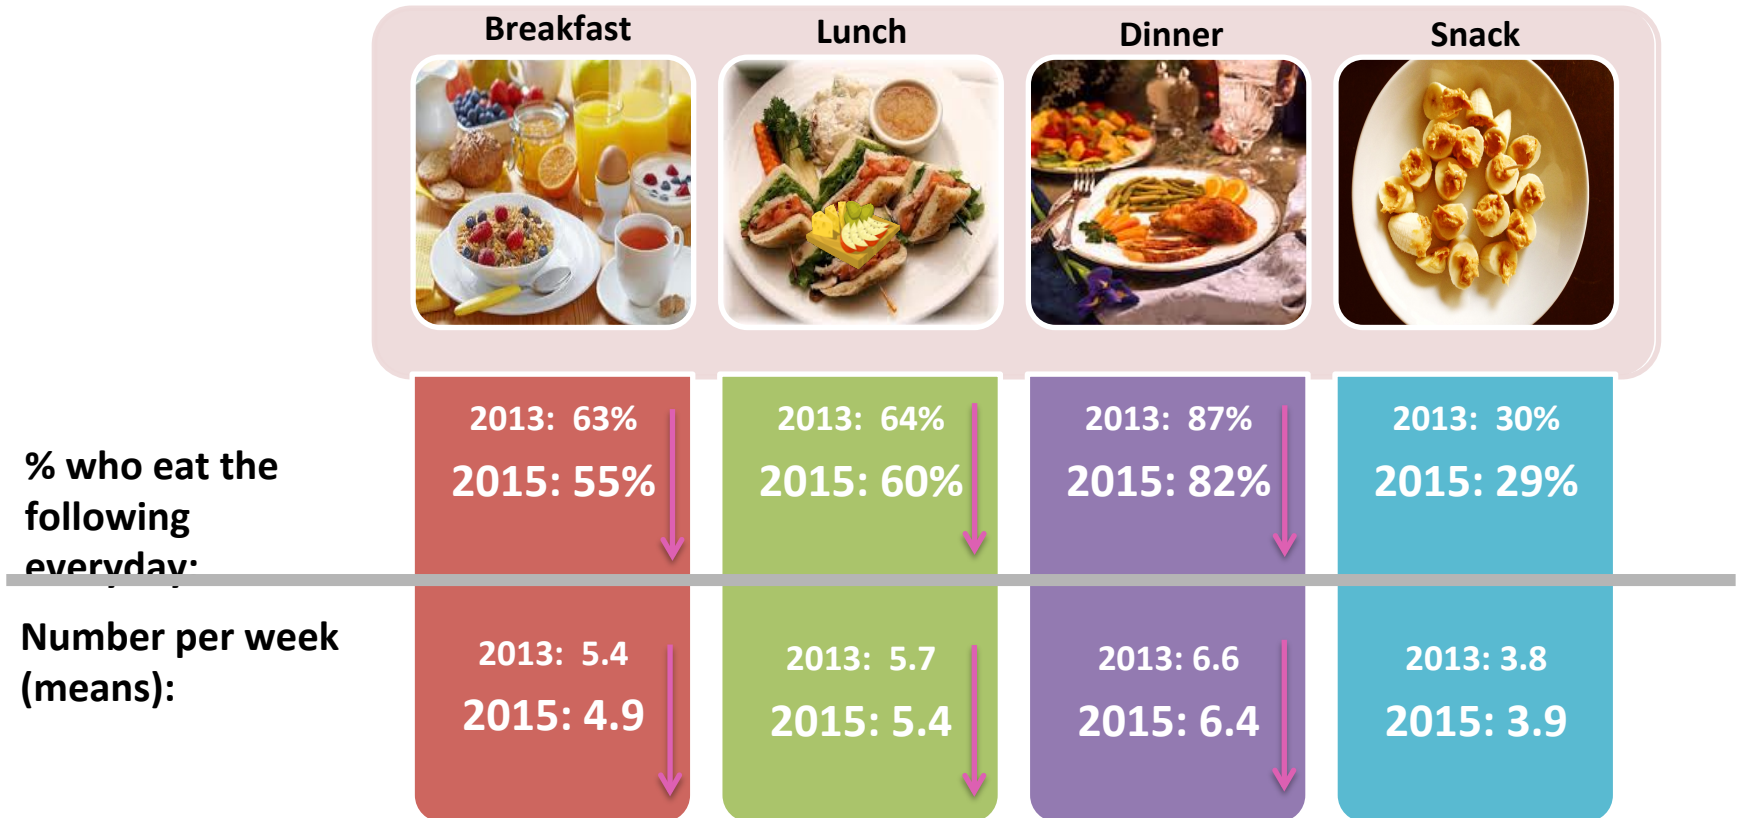 Breakfast
Lunch
Dinner
Snack
% who eat the
following
everyday:
2013:  63%
2015: 55%
2013:  64%
2015: 60%
2013:  87%
2015: 82%
2013:  30%
2015: 29%
Number per week
(means):
2013:  5.4
2015: 4.9
2013:  5.7
2015: 5.4
2013: 6.6
2015: 6.4
2013: 3.8
2015: 3.9